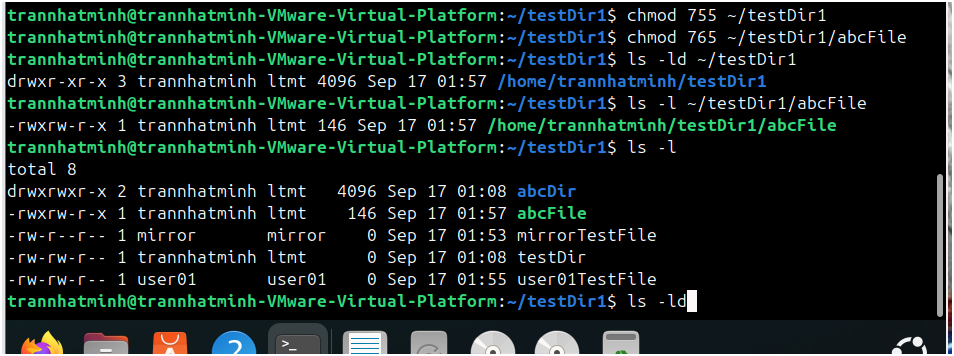 trannhatminh@trannhatminh-VMware-Virtual-Platform:~/testDir1$ chmod 755 ~/testDir1
trannhatminh@trannhatminh-VMware-Virtual-Platform:~/testDir1$ chmod 765 ~/testDir1/abcFile
trannhatminh@trannhatminh-VMware-Virtual-Platform:~/testDir1$ ls -ld ~/testDir1
drwxr-xr-x 3 trannhatminh ltmt 4096 Sep 17 01:57 /home/trannhatminh/testDir1
trannhatminh@trannhatminh-VMware-Virtual-Platform:~/testDir1$ ls -l ~/testDir1/abcFile
-rwxrw-r-x 1 trannhatminh ltmt 146 Sep 17 01:57 /home/trannhatminh/testDir1/abcFile
trannhatminh@trannhatminh-VMware-Virtual-Platform:~/testDir1$ ls -l
total 8
drwxrwxr-x 2 trannhatminh ltmt   4096 Sep 17 01:08 abcDir
-rwxrw-r-x 1 trannhatminh ltmt    146 Sep 17 01:57 abcFile
-rw-r--r-- 1 mirror       mirror    0 Sep 17 01:53 mirrorTestFile
-rw-rw-r-- 1 trannhatminh ltmt      0 Sep 17 01:08 testDir
-rw-rw-r-- 1 user01       user01    0 Sep 17 01:55 user01TestFile
trannhatminh@trannhatminh-VMware-Virtual-Platform:~/testDir1$ ls -ld